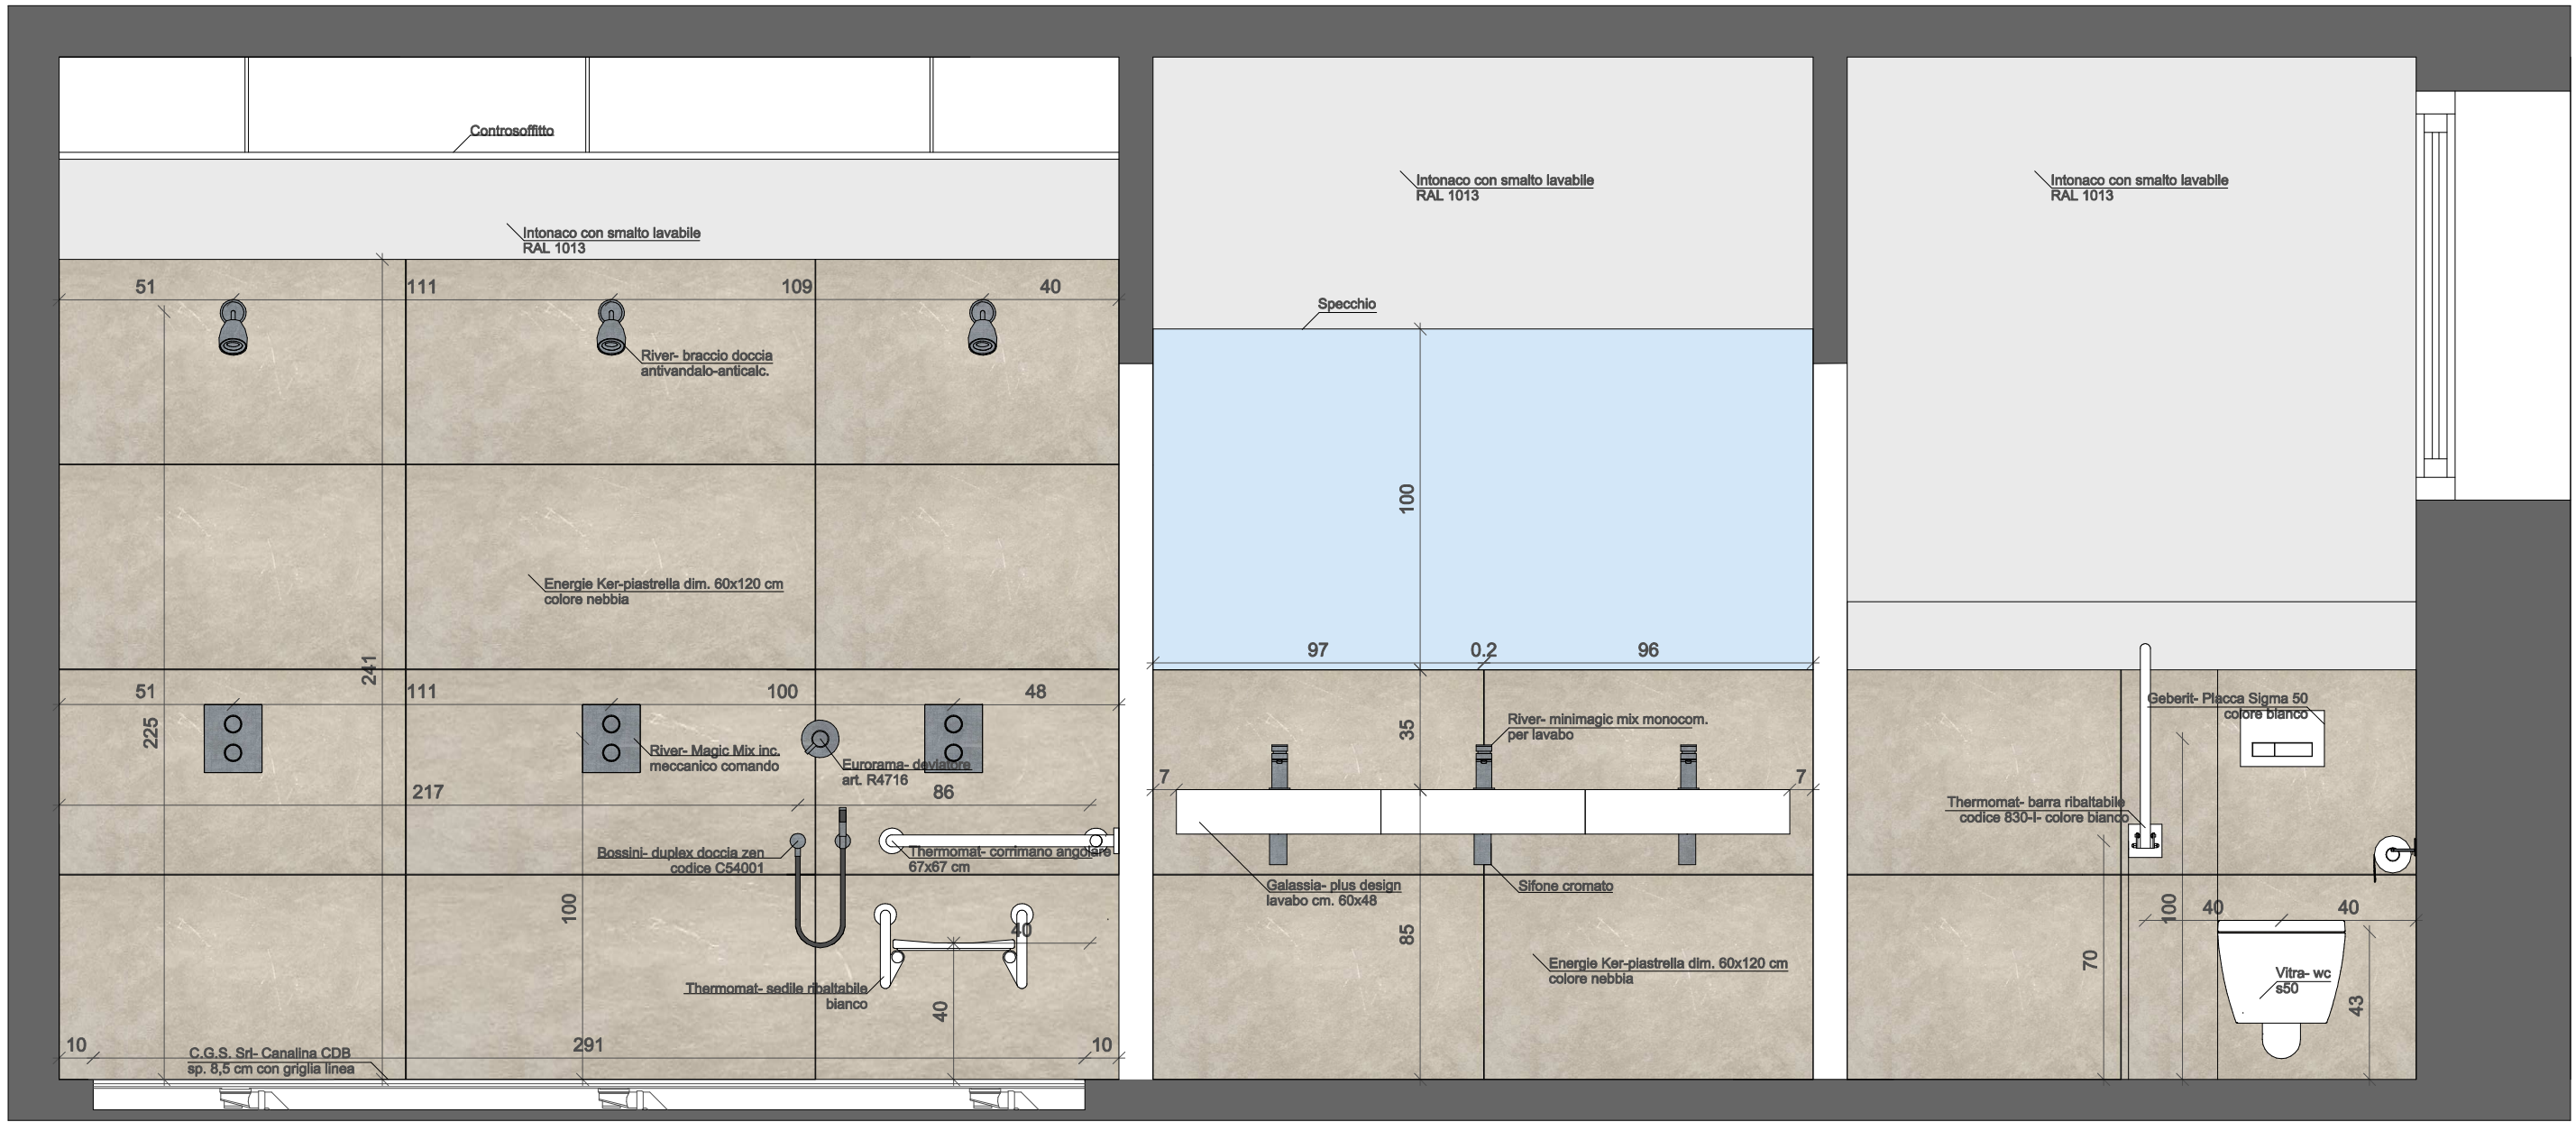 Controsoffitto
Intonaco con smalto lavabile
RAL 1013
51
111
109
40
River- braccio doccia
antivandalo-anticalc.
Energie Ker-piastrella dim. 60x120 cm
colore nebbia
241
225
51
111
100
48
River- Magic Mix inc.
meccanico comando
Eurorama- deviatore
art. R4716
217
86
Bossini- duplex doccia zen
codice C54001
Thermomat- corrimano angolare
67x67 cm
100
40
Thermomat- sedile ribaltabile
bianco
40
10
C.G.S. Srl- Canalina CDB
sp. 8,5 cm con griglia linea
291
10
Intonaco con smalto lavabile
RAL 1013
Specchio
100
97
0.2
96
35
River- minimagic mix monocom.
per lavabo
7
7
Galassia- plus design
lavabo cm. 60x48
Sifone cromato
85
Energie Ker-piastrella dim. 60x120 cm
colore nebbia
Intonaco con smalto lavabile
RAL 1013
Geberit- Placca Sigma 50
colore bianco
Thermomat- barra ribaltabile
codice 830-I- colore bianco
100
40
40
70
Vitra- wc
s50
43